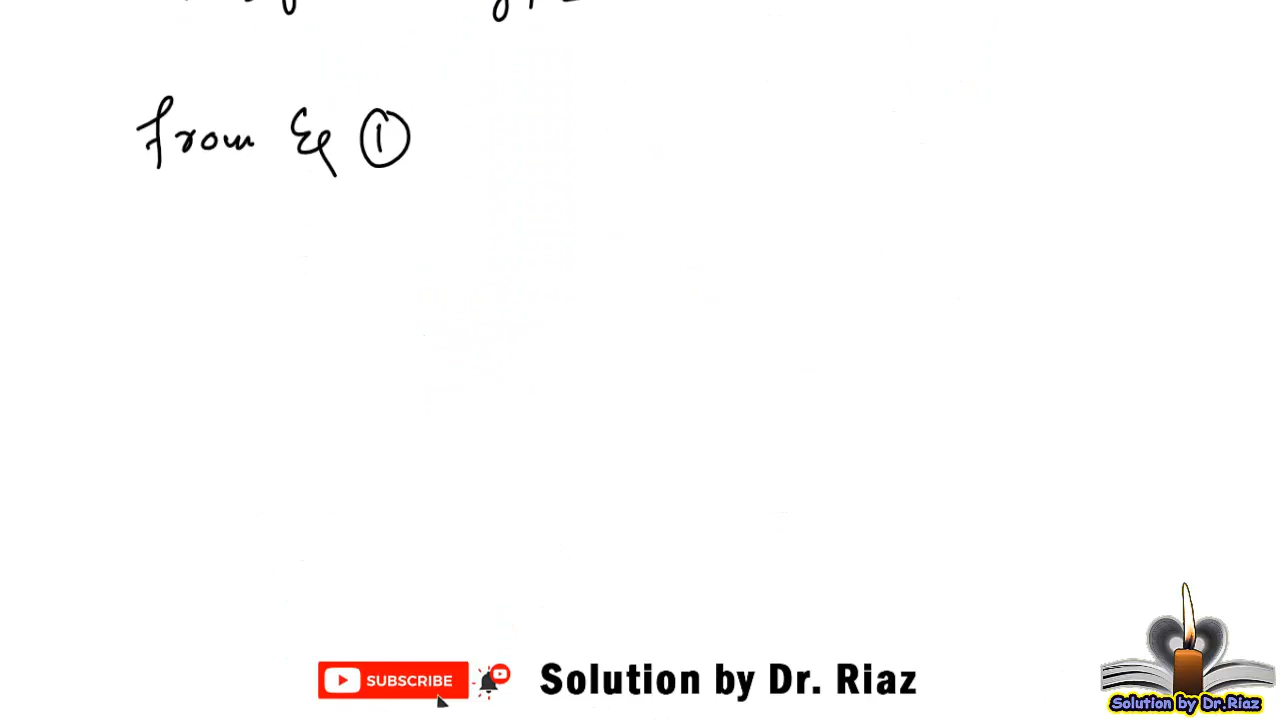 From Eq ①
SUBSCRIBE
Solution by Dr. Riaz
Solution by Dr.Riaz